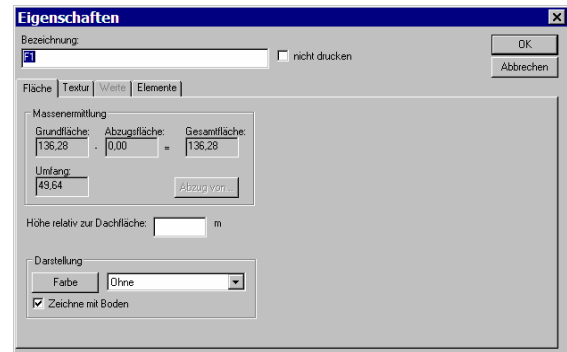 Eigenschaften
Bezeichnung:
F1
nicht drucken
OK
Abbrechen
Fläche Textur Werte Elemente
Massenermittlung
Grundfläche: Abzugsfläche: Gesamtfläche:
136,28 - 0,00 = 136,28
Umfang:
49,64
Abzug von...
Höhe relativ zur Dachfläche: m
Darstellung
Farbe Ohne
Zeichne mit Boden